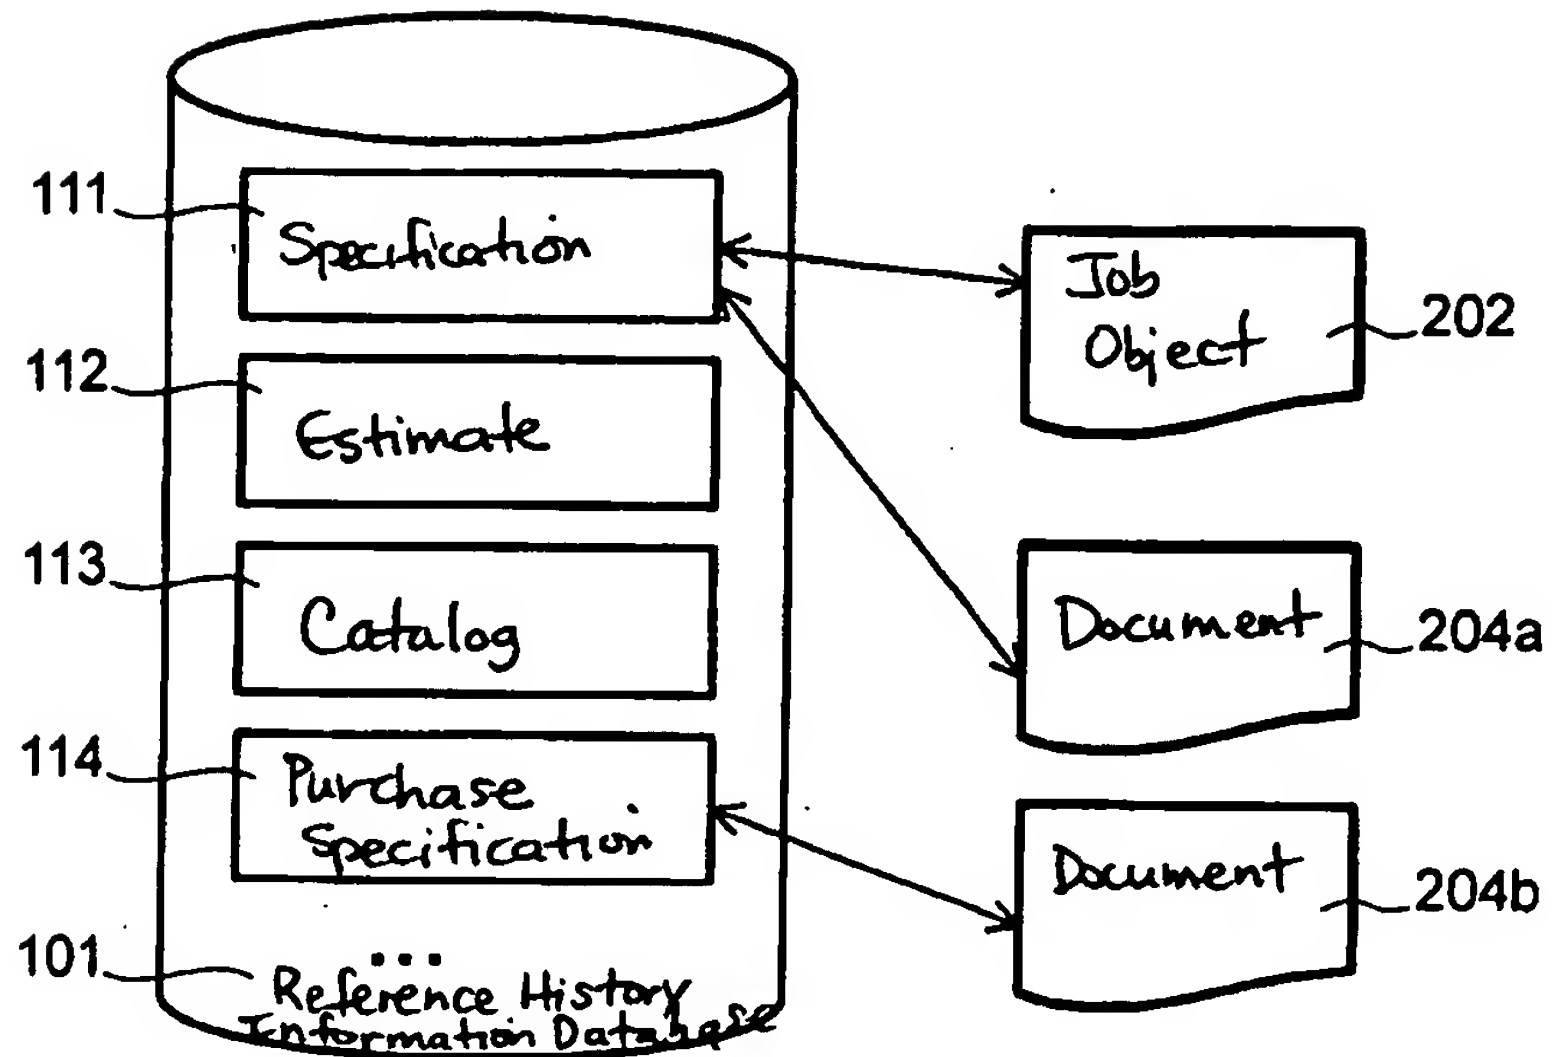 111
Specification
Job
Object
202
112
Estimate
113
Catalog
Document
204a
114
Purchase
Specification
Document
204b
101
...
Reference History
Information Database